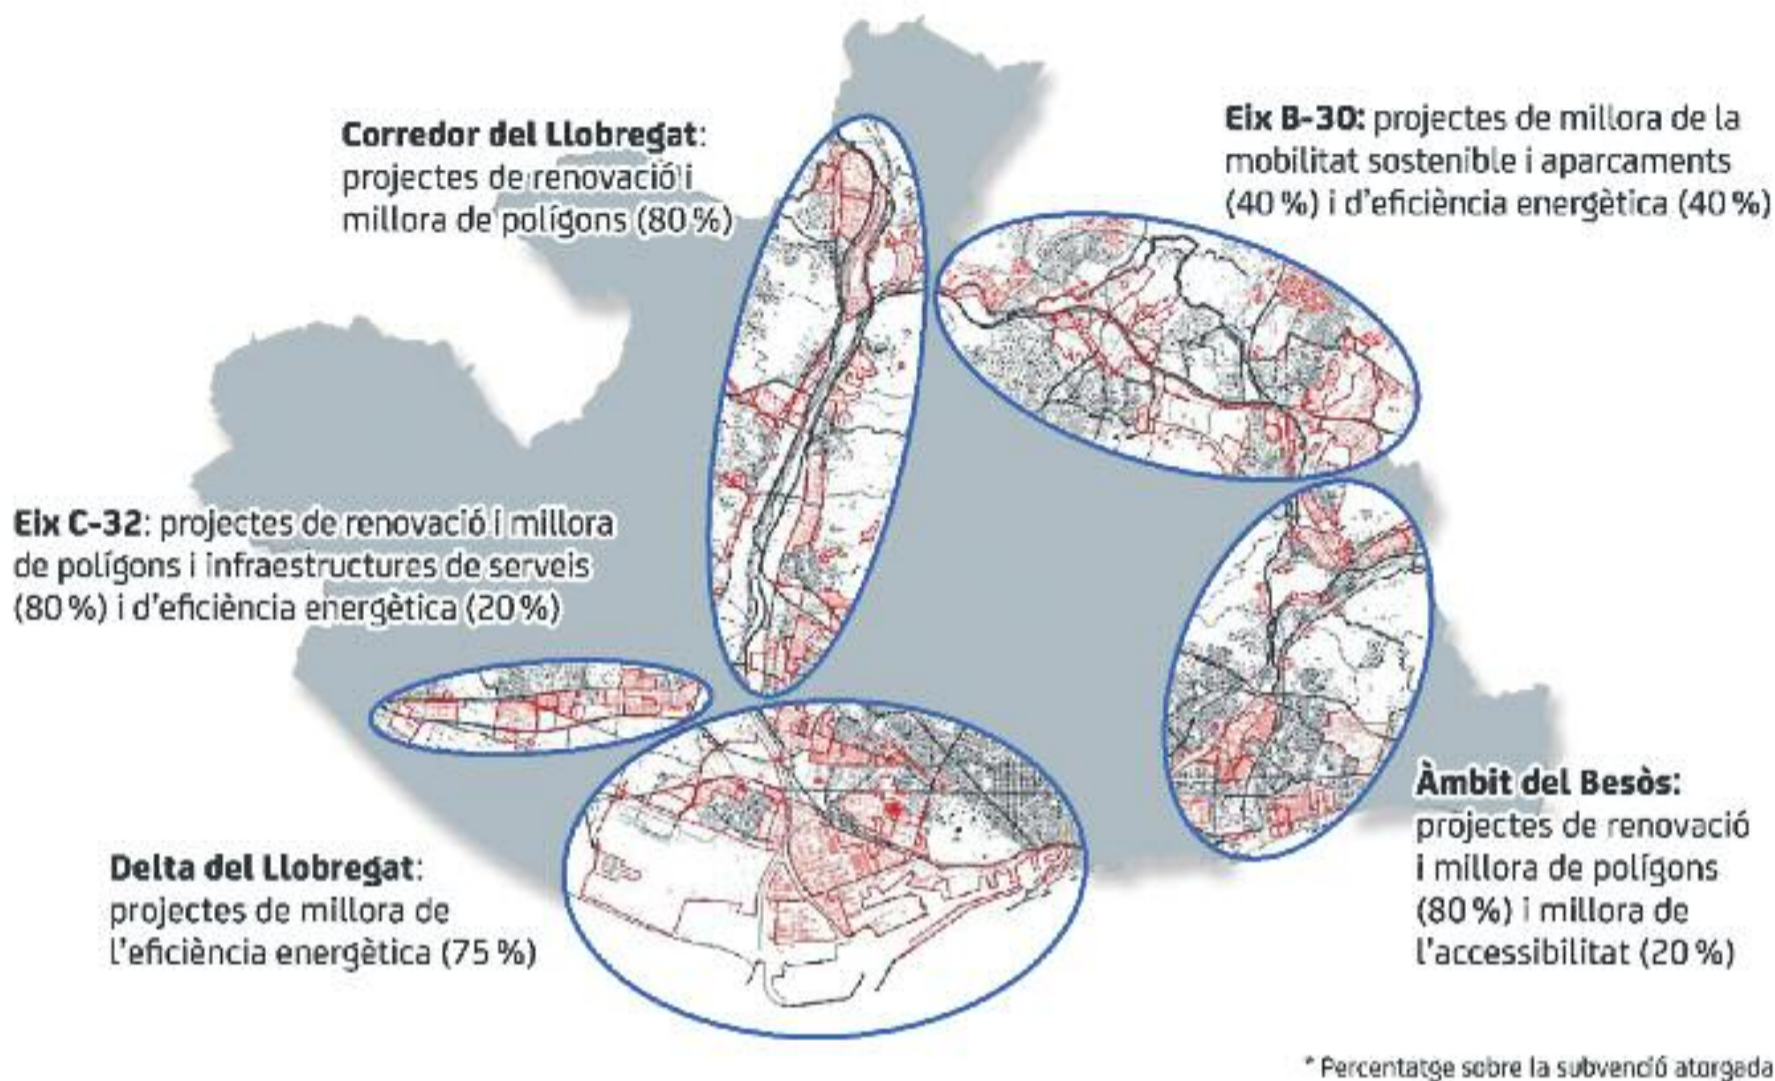 Corredor del Llobregat:
projectes de renovació i
millora de polígons (80 %)
Eix B-30: projectes de millora de la
mobilitat sostenible i aparcaments
(40 %) i d'eficiència energètica (40 %)
Eix C-32: projectes de renovació i millora
de polígons i infraestructures de serveis
(80 %) i d'eficiència energètica (20 %)
Delta del Llobregat:
projectes de millora de
l'eficiència energètica (75 %)
Àmbit del Besòs:
projectes de renovació
i millora de polígons
(80 %) i millora de
l'accessibilitat (20 %)
* Percentatge sobre la subvenció atorgada